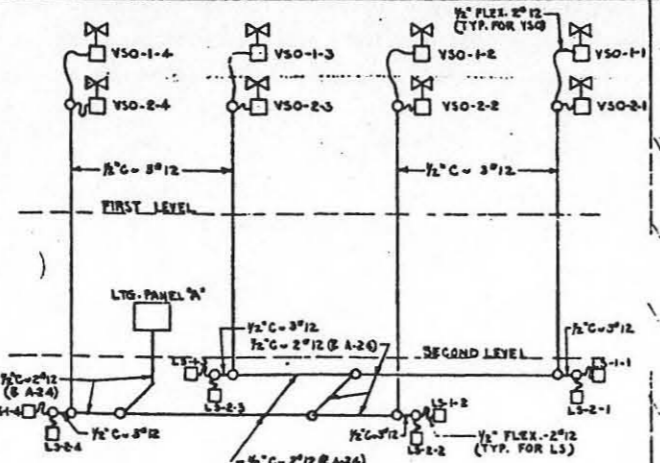 1/2" FLEX. 2#12
(TYP. FOR VSO)
VSO-1-4
VSO-1-3
VSO-1-2
VSO-1-1
VSO-2-4
VSO-2-3
VSO-2-2
VSO-2-1
1/2"C - 3#12
1/2"C - 3#12
FIRST LEVEL
LTG. PANEL "A"
1/2"C - 3#12
1/2"C - 2#12 (E A-24)
1/2"C - 3#12
SECOND LEVEL
LS-1-3
LS-1-1
1/2"C - 2#12
(E A-24)
LS-2-3
LS-1-2
LS-2-1
LS-1-4
LS-2-4
1/2"C - 3#12
1/2"C - 3#12
LS-2-2
1/2" FLEX. - 2#12
(TYP. FOR LS)
1/2"C - 2#12 (E A-24)